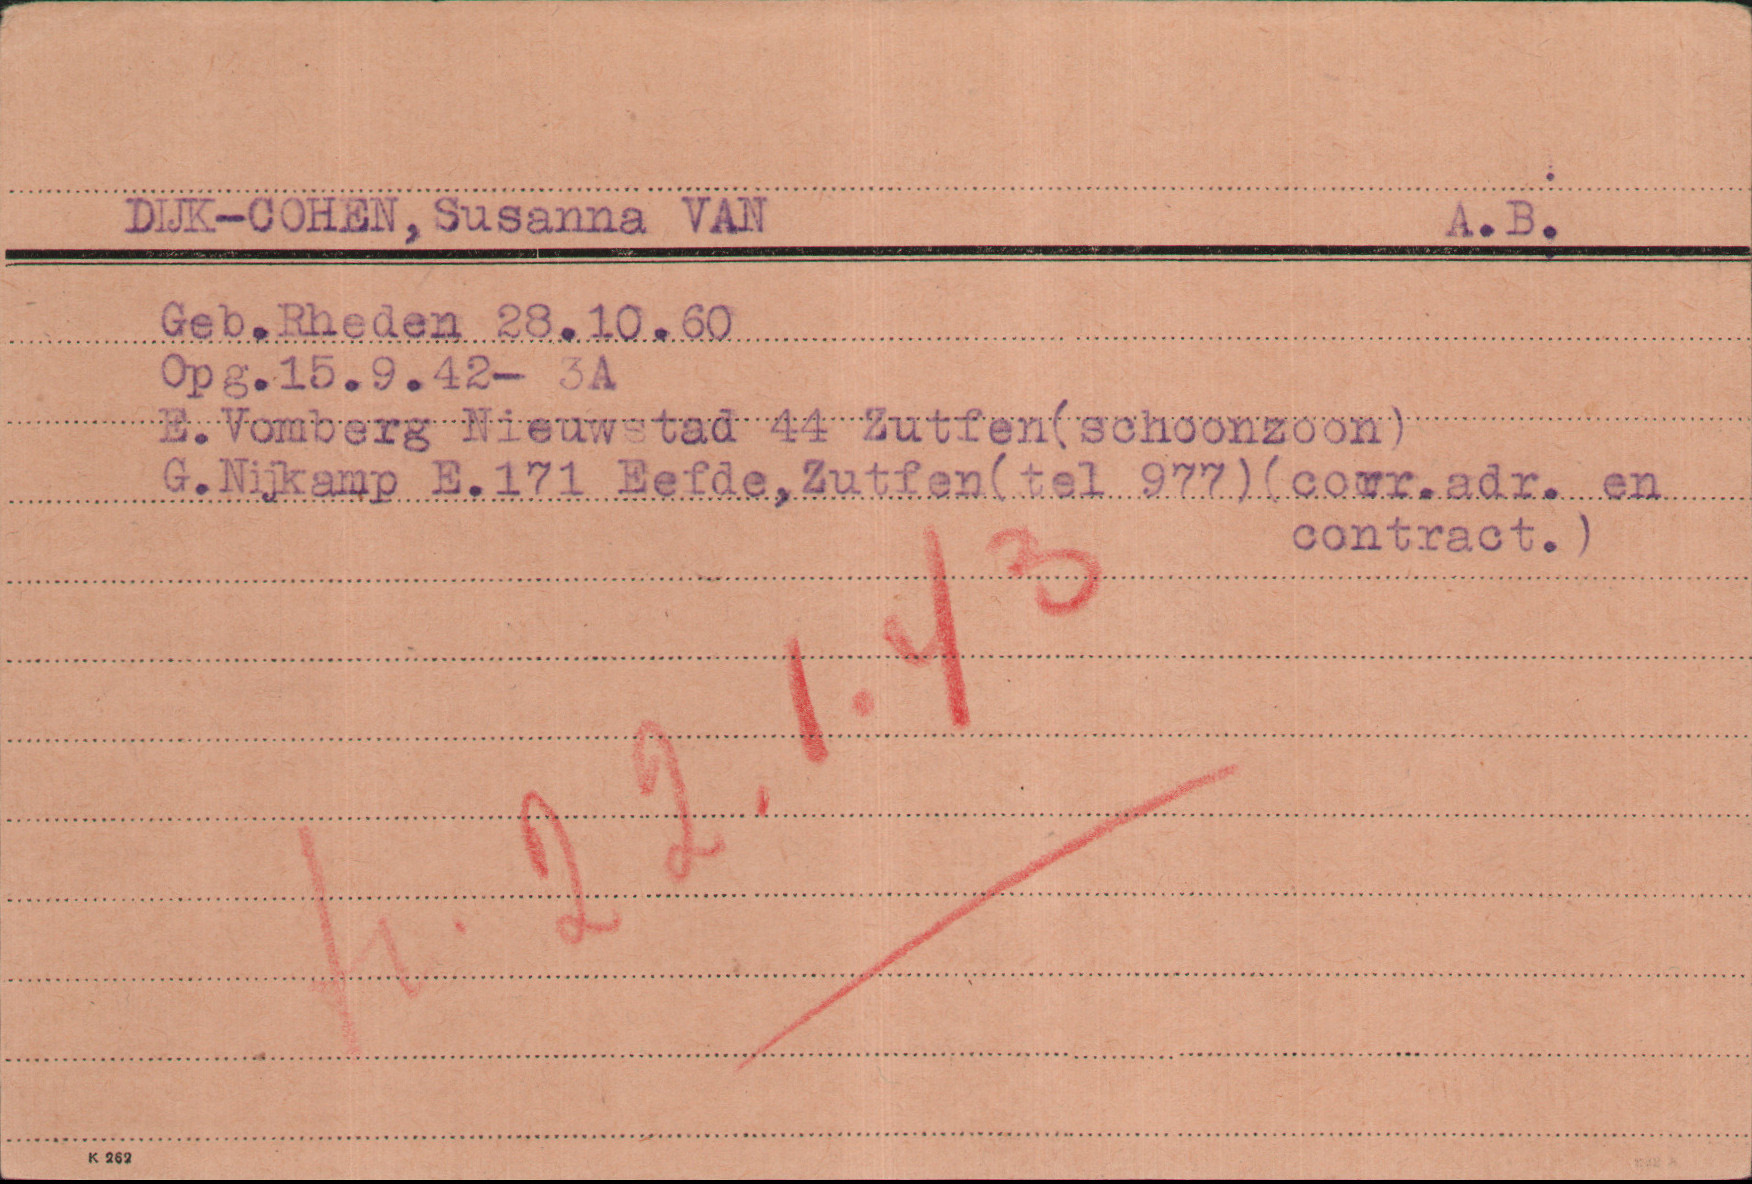 DIJK-COHEN, Susanna VAN A.B.
Geb.Rheden 28.10.60
Opg.15.9.42- 3A
E.Vomberg Nieuwstad 44 Zutfen(schoonzoon)
G.Nijkamp E.171 Eefde,Zutfen(tel 977)(corr.adr. en
contract.)
h. 22.1.43
K 262